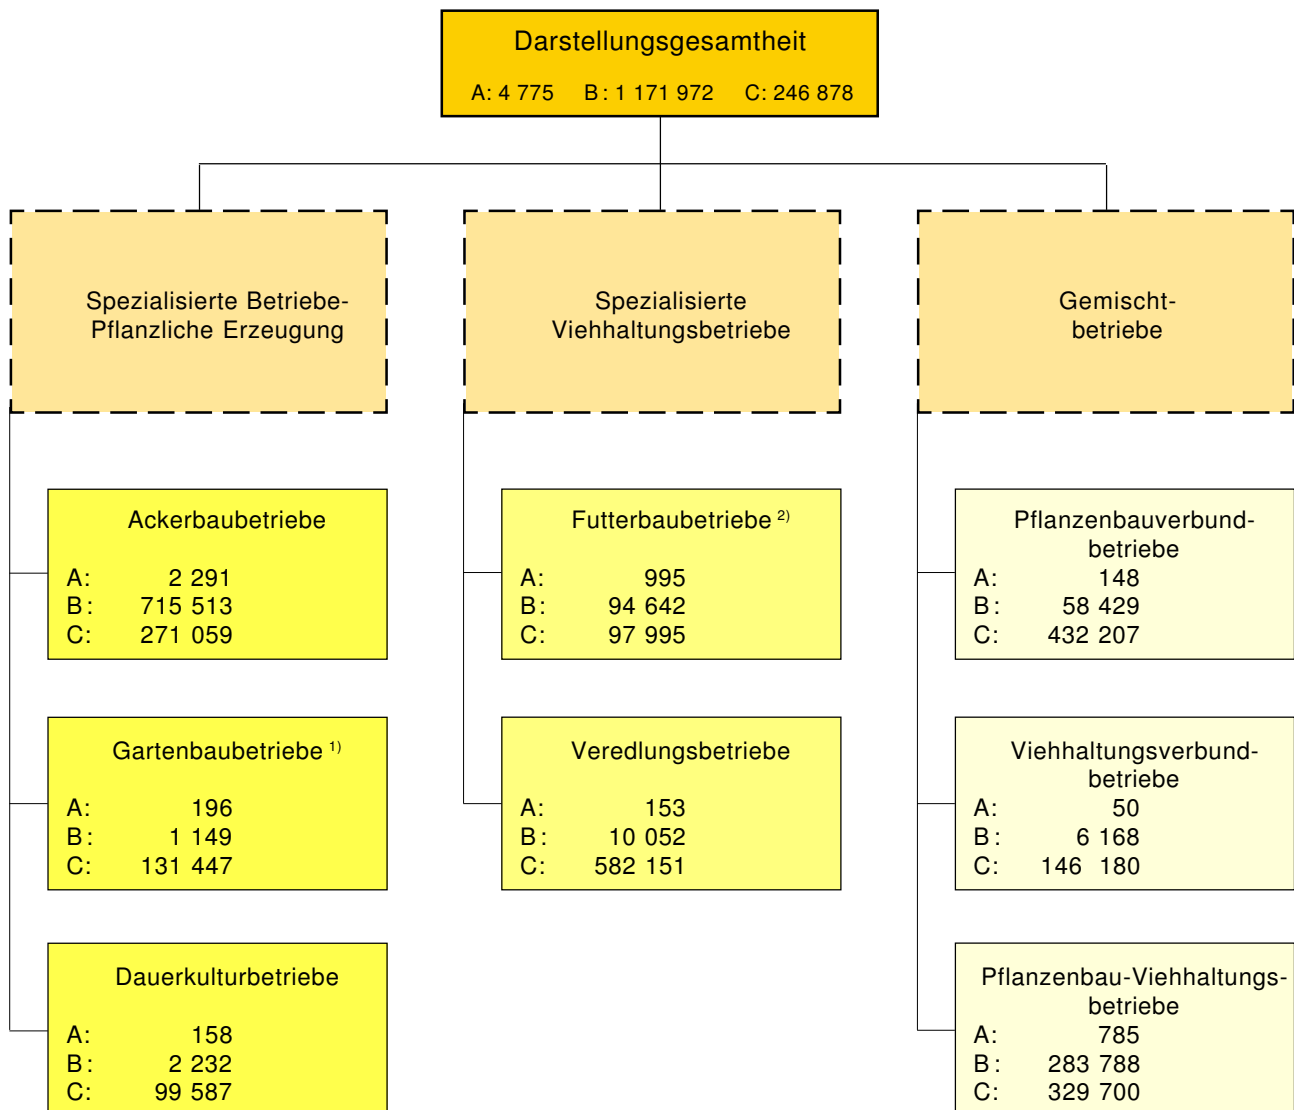 Darstellungsgesamtheit
A: 4 775 B: 1 171 972 C: 246 878
Spezialisierte Betriebe-
Pflanzliche Erzeugung
Spezialisierte
Viehhaltungsbetriebe
Gemischt-
betriebe
Ackerbaubetriebe
A: 2 291
B: 715 513
C: 271 059
Futterbaubetriebe 2)
A: 995
B: 94 642
C: 97 995
Pflanzenbauverbund-
betriebe
A: 148
B: 58 429
C: 432 207
Gartenbaubetriebe 1)
A: 196
B: 1 149
C: 131 447
Veredlungsbetriebe
A: 153
B: 10 052
C: 582 151
Viehhaltungsverbund-
betriebe
A: 50
B: 6 168
C: 146 180
Dauerkulturbetriebe
A: 158
B: 2 232
C: 99 587
Pflanzenbau-Viehhaltungs-
betriebe
A: 785
B: 283 788
C: 329 700